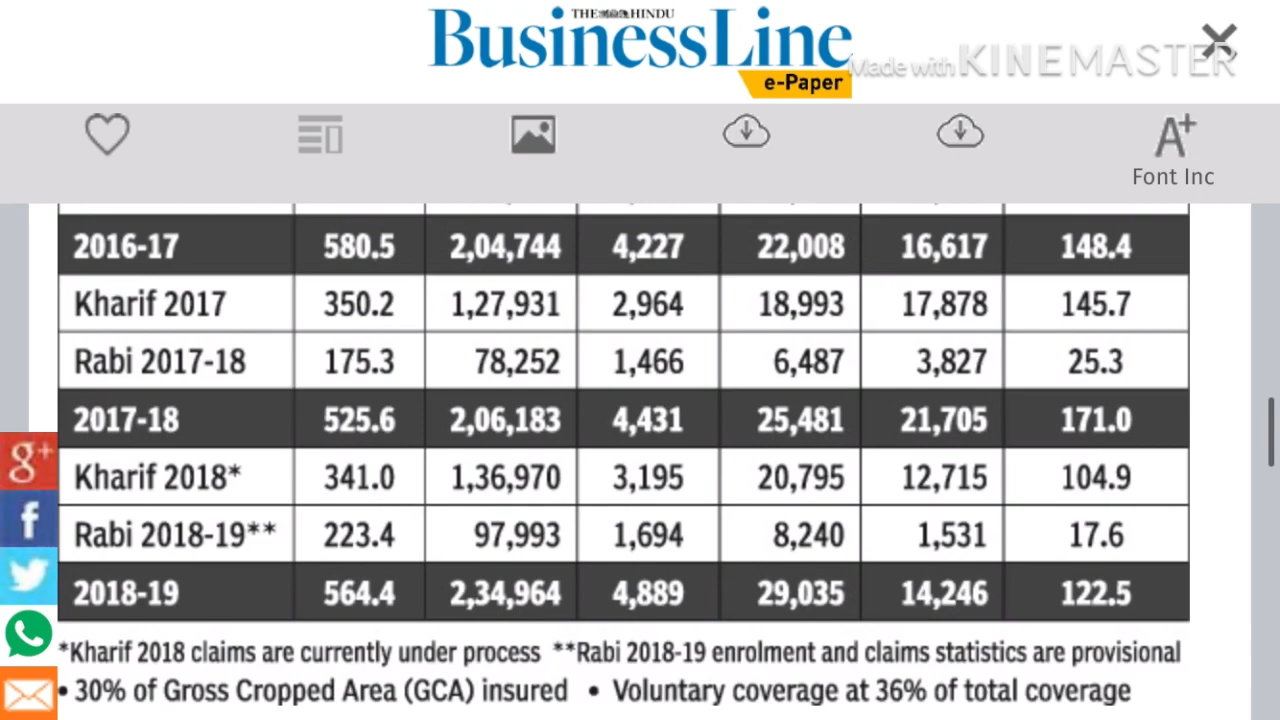 THE HINDU
BusinessLine
e-Paper
Made with KINEMASTER
A+
Font Inc
2016-17 580.5 2,04,744 4,227 22,008 16,617 148.4
Kharif 2017 350.2 1,27,931 2,964 18,993 17,878 145.7
Rabi 2017-18 175.3 78,252 1,466 6,487 3,827 25.3
2017-18 525.6 2,06,183 4,431 25,481 21,705 171.0
Kharif 2018* 341.0 1,36,970 3,195 20,795 12,715 104.9
Rabi 2018-19** 223.4 97,993 1,694 8,240 1,531 17.6
2018-19 564.4 2,34,964 4,889 29,035 14,246 122.5
g+
f
*Kharif 2018 claims are currently under process **Rabi 2018-19 enrolment and claims statistics are provisional
• 30% of Gross Cropped Area (GCA) insured • Voluntary coverage at 36% of total coverage